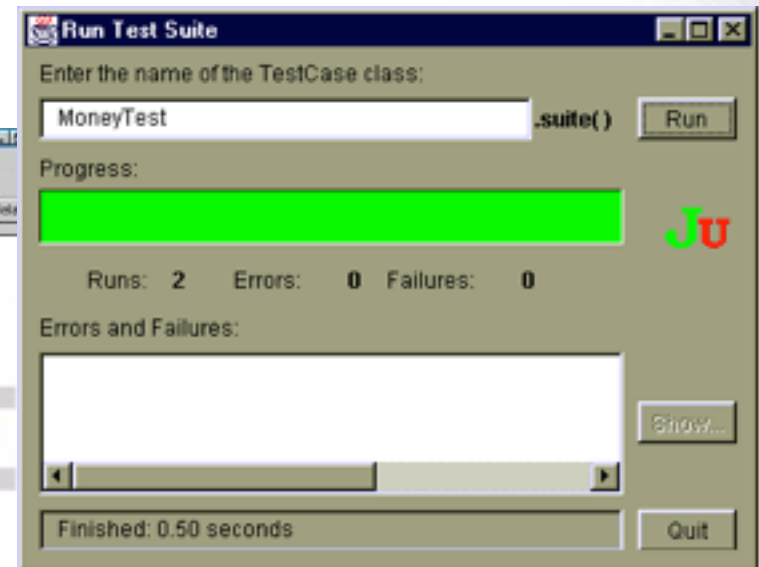 Run Test Suite
Enter the name of the TestCase class:
MoneyTest .suite( ) Run
Progress:
JU
Runs: 2 Errors: 0 Failures: 0
Errors and Failures:
Show...
Finished: 0.50 seconds Quit